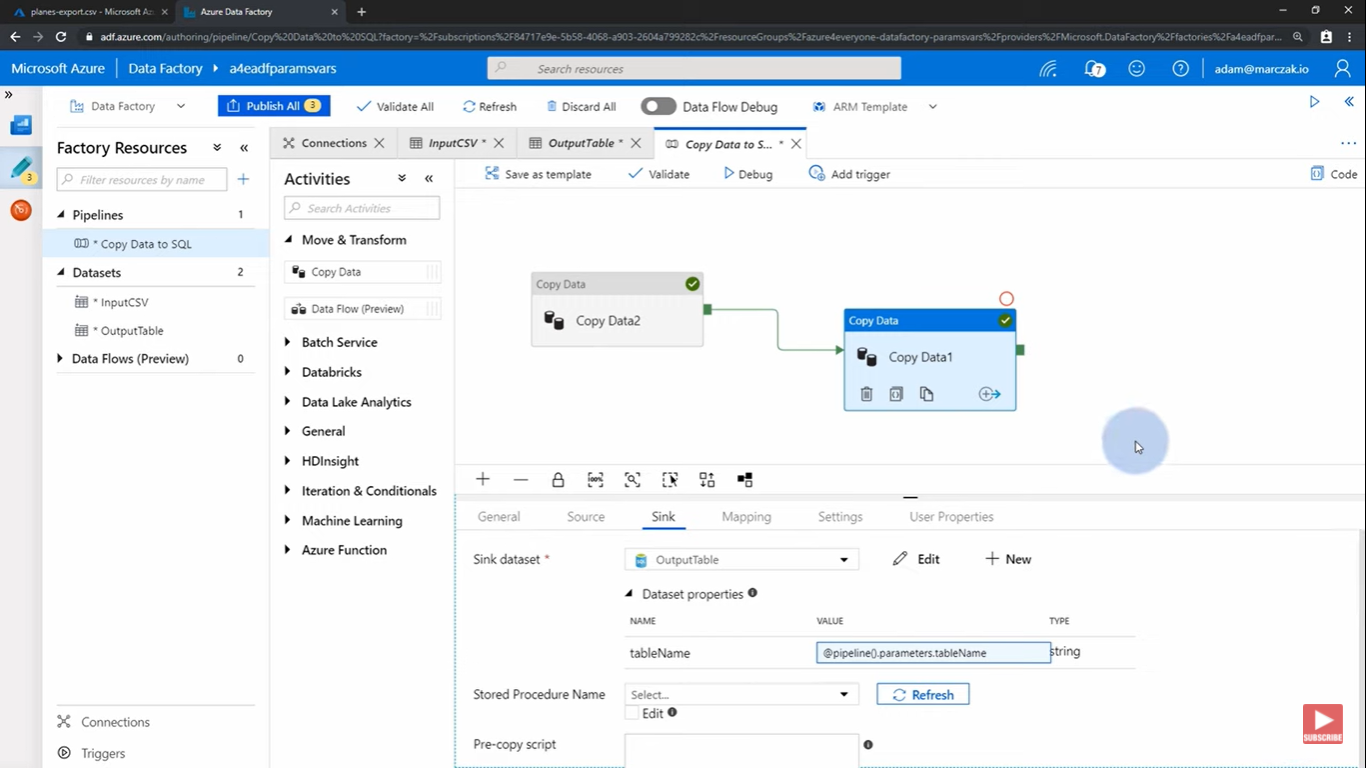 planes-export.csv - Microsoft Az
Azure Data Factory
adf.azure.com/authoring/pipeline/Copy%20Data%20to%20SQL?factory=%2Fsubscriptions%2F84717e9e-5b58-4068-a903-2604a799282c%2FresourceGroups%2Fazure4everyone-datafactory-paramsvars%2Fproviders%2FMicrosoft.DataFactory%2Ffactories%2Fa4eadfpar...
Microsoft Azure
Data Factory
a4eadfparamsvars
Search resources
7
adam@marczak.io
Data Factory
Publish All 3
Validate All
Refresh
Discard All
Data Flow Debug
ARM Template
Factory Resources
Connections
InputCSV *
OutputTable *
Copy Data to S... *
Filter resources by name
Activities
Save as template
Validate
Debug
Add trigger
Code
3
Pipelines 1
Search Activities
* Copy Data to SQL
Move & Transform
Datasets 2
Copy Data
* InputCSV
Data Flow (Preview)
* OutputTable
Batch Service
Data Flows (Preview) 0
Databricks
Data Lake Analytics
General
HDInsight
Iteration & Conditionals
Machine Learning
Azure Function
Copy Data
Copy Data2
Copy Data
Copy Data1
100%
General
Source
Sink
Mapping
Settings
User Properties
Sink dataset *
OutputTable
Edit
New
Dataset properties
NAME VALUE TYPE
tableName @pipeline().parameters.tableName string
Stored Procedure Name
Select...
Refresh
Edit
Pre-copy script
Connections
Triggers
SUBSCRIBE